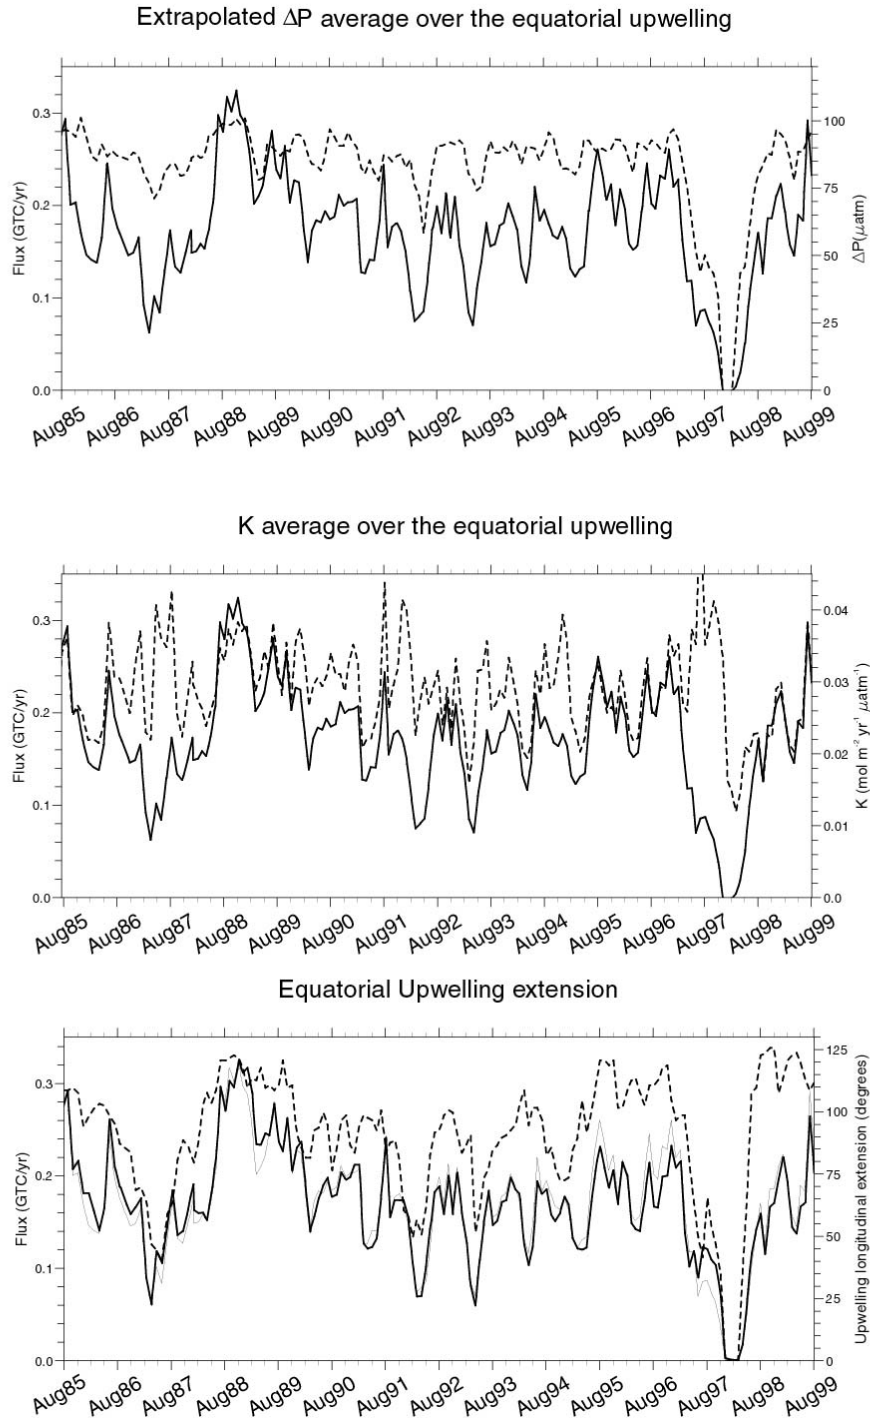 Extrapolated ΔP average over the equatorial upwelling
0.3
0.2
0.1
0.0
Flux (GTC/yr)
100
75
50
25
0
ΔP(μatm)
Aug85 Aug86 Aug87 Aug88 Aug89 Aug90 Aug91 Aug92 Aug93 Aug94 Aug95 Aug96 Aug97 Aug98 Aug99
K average over the equatorial upwelling
0.3
0.2
0.1
0.0
Flux (GTC/yr)
0.04
0.03
0.02
0.01
0.0
K (mol m⁻² yr⁻¹ μatm⁻¹)
Aug85 Aug86 Aug87 Aug88 Aug89 Aug90 Aug91 Aug92 Aug93 Aug94 Aug95 Aug96 Aug97 Aug98 Aug99
Equatorial Upwelling extension
0.3
0.2
0.1
0.0
Flux (GTC/yr)
125
100
75
50
25
0
Upwelling longitudinal extension (degrees)
Aug85 Aug86 Aug87 Aug88 Aug89 Aug90 Aug91 Aug92 Aug93 Aug94 Aug95 Aug96 Aug97 Aug98 Aug99